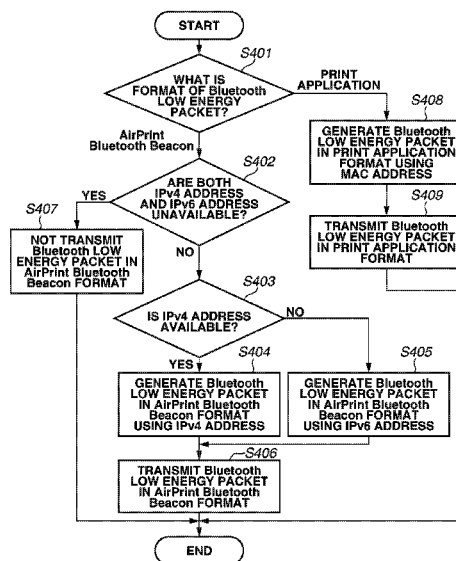 START
S401
WHAT IS
FORMAT OF Bluetooth
LOW ENERGY
PACKET?
PRINT
APPLICATION
AirPrint
Bluetooth Beacon
S408
GENERATE Bluetooth
LOW ENERGY PACKET
IN PRINT APPLICATION
FORMAT USING
MAC ADDRESS
S402
ARE BOTH
IPv4 ADDRESS
AND IPv6 ADDRESS
UNAVAILABLE?
YES
NO
S407
NOT TRANSMIT
Bluetooth LOW
ENERGY PACKET IN
AirPrint Bluetooth
Beacon FORMAT
S409
TRANSMIT Bluetooth
LOW ENERGY PACKET
IN PRINT APPLICATION
FORMAT
S403
IS IPv4 ADDRESS
AVAILABLE?
NO
YES
S404
GENERATE Bluetooth
LOW ENERGY PACKET
IN AirPrint Bluetooth
Beacon FORMAT
USING IPv4 ADDRESS
S405
GENERATE Bluetooth
LOW ENERGY PACKET
IN AirPrint Bluetooth
Beacon FORMAT
USING IPv6 ADDRESS
S406
TRANSMIT Bluetooth
LOW ENERGY PACKET
IN AirPrint Bluetooth
Beacon FORMAT
END